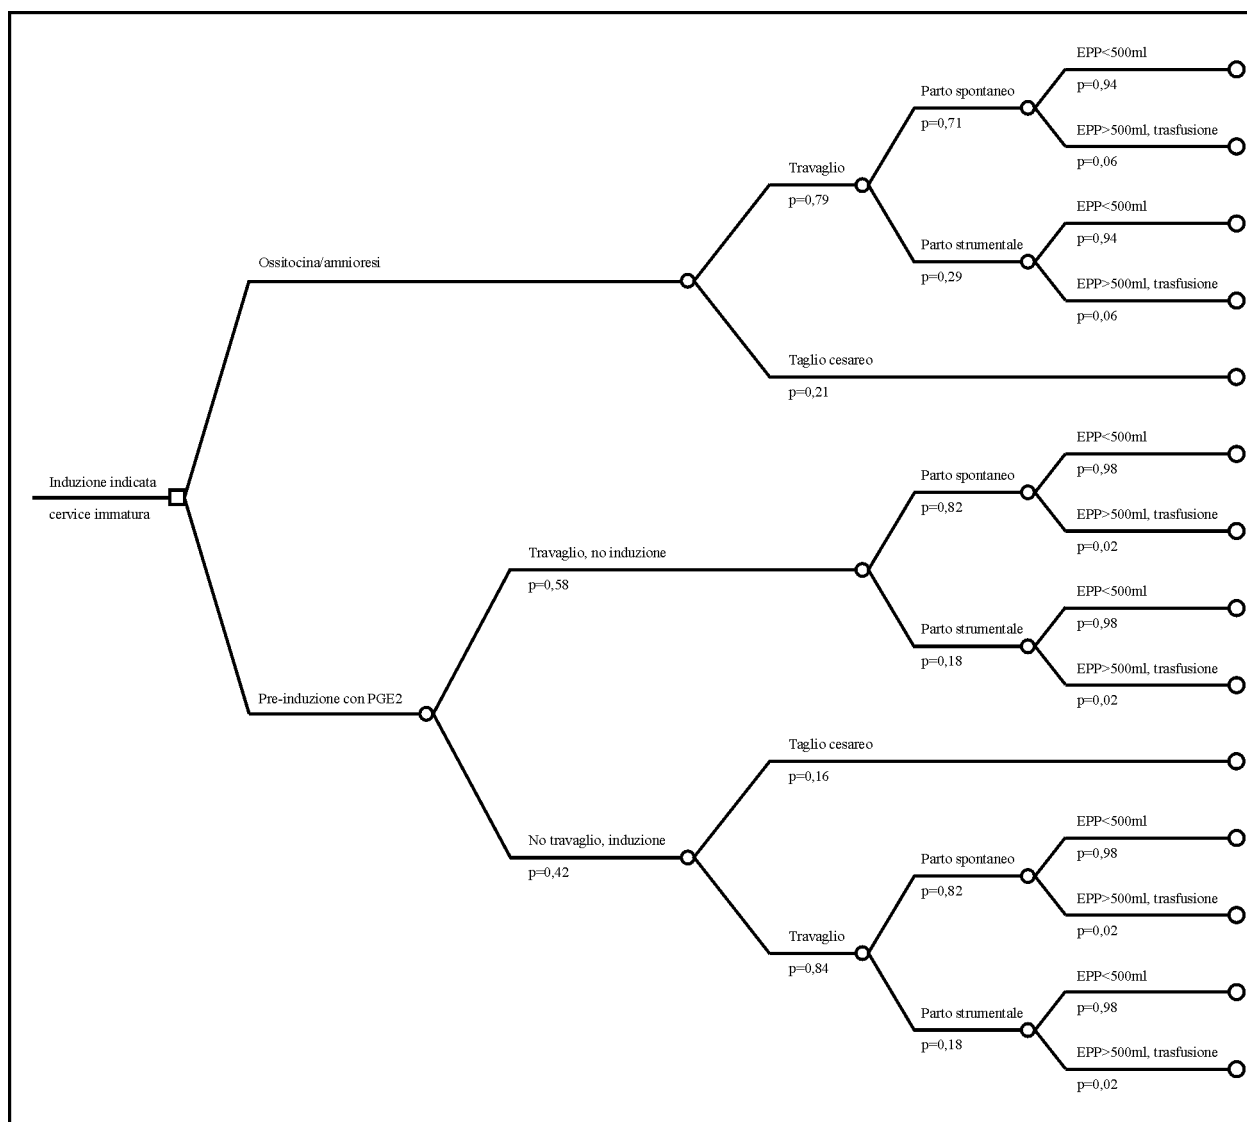 EPP<500ml
p=0,94
Parto spontaneo
p=0,71
EPP>500ml, trasfusione
p=0,06
Travaglio
p=0,79
EPP<500ml
p=0,94
Parto strumentale
p=0,29
EPP>500ml, trasfusione
p=0,06
Ossitocina/amnioresi
Taglio cesareo
p=0,21
Induzione indicata
cervice immatura
EPP<500ml
p=0,98
Parto spontaneo
p=0,82
EPP>500ml, trasfusione
p=0,02
Travaglio, no induzione
p=0,58
EPP<500ml
p=0,98
Parto strumentale
p=0,18
EPP>500ml, trasfusione
p=0,02
Pre-induzione con PGE2
Taglio cesareo
p=0,16
No travaglio, induzione
p=0,42
EPP<500ml
p=0,98
Parto spontaneo
p=0,82
EPP>500ml, trasfusione
p=0,02
Travaglio
p=0,84
EPP<500ml
p=0,98
Parto strumentale
p=0,18
EPP>500ml, trasfusione
p=0,02